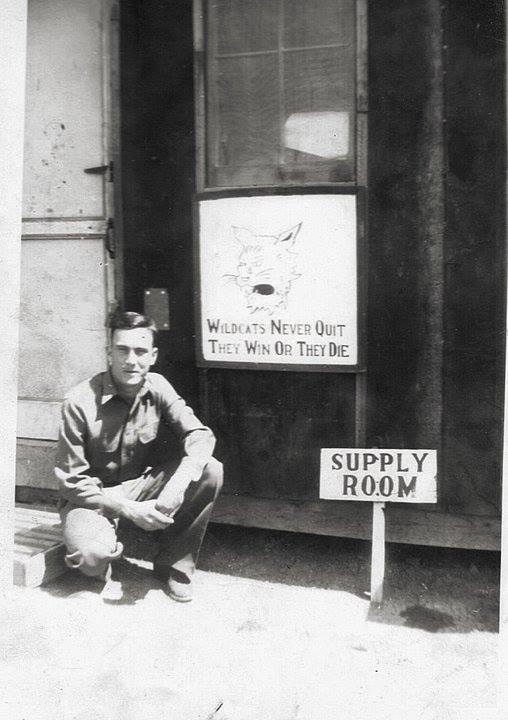 Wildcats Never Quit
They Win Or They Die
SUPPLY
ROOM